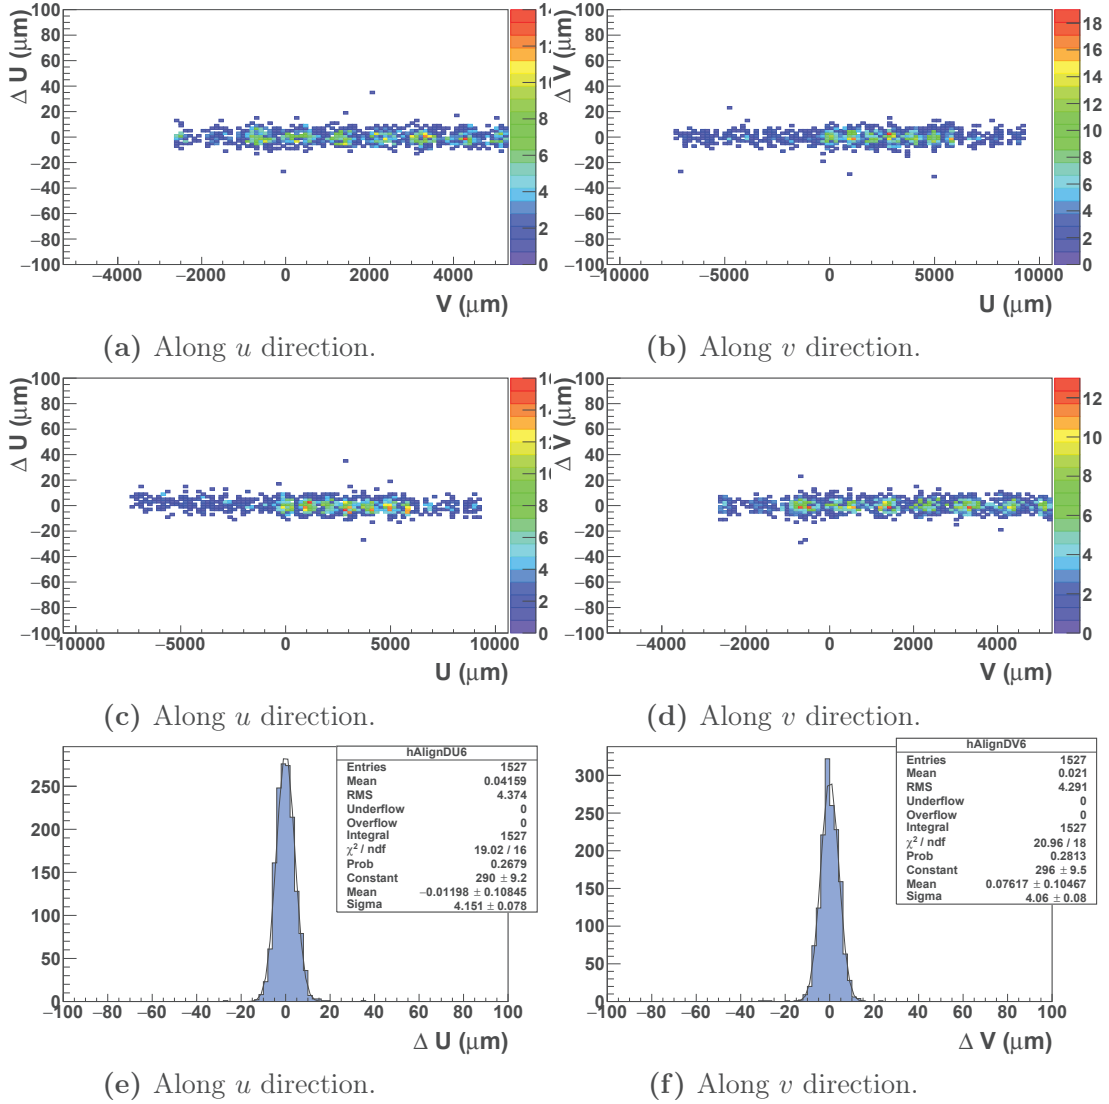 100
80
60
40
20
0
−20
−40
−60
−80
−100
Δ U (μm)
−4000 −2000 0 2000 4000
V (μm)
12
10
8
6
4
2
0
(a) Along u direction.
100
80
60
40
20
0
−20
−40
−60
−80
−100
Δ V (μm)
−10000 −5000 0 5000 10000
U (μm)
18
16
14
12
10
8
6
4
2
0
(b) Along v direction.
100
80
60
40
20
0
−20
−40
−60
−80
−100
Δ U (μm)
−10000 −5000 0 5000 10000
U (μm)
14
12
10
8
6
4
2
0
(c) Along u direction.
100
80
60
40
20
0
−20
−40
−60
−80
−100
Δ V (μm)
−4000 −2000 0 2000 4000
V (μm)
12
10
8
6
4
2
0
(d) Along v direction.
250
200
150
100
50
0
−100 −80 −60 −40 −20 0 20 40 60 80 100
Δ U (μm)
hAlignDU6
Entries 1527
Mean 0.04159
RMS 4.374
Underflow 0
Overflow 0
Integral 1527
χ² / ndf 19.02 / 16
Prob 0.2679
Constant 290 ± 9.2
Mean −0.01198 ± 0.10845
Sigma 4.151 ± 0.078
(e) Along u direction.
300
250
200
150
100
50
0
−100 −80 −60 −40 −20 0 20 40 60 80 100
Δ V (μm)
hAlignDV6
Entries 1527
Mean 0.021
RMS 4.291
Underflow 0
Overflow 0
Integral 1527
χ² / ndf 20.96 / 18
Prob 0.2813
Constant 296 ± 9.5
Mean 0.07617 ± 0.10467
Sigma 4.06 ± 0.08
(f) Along v direction.